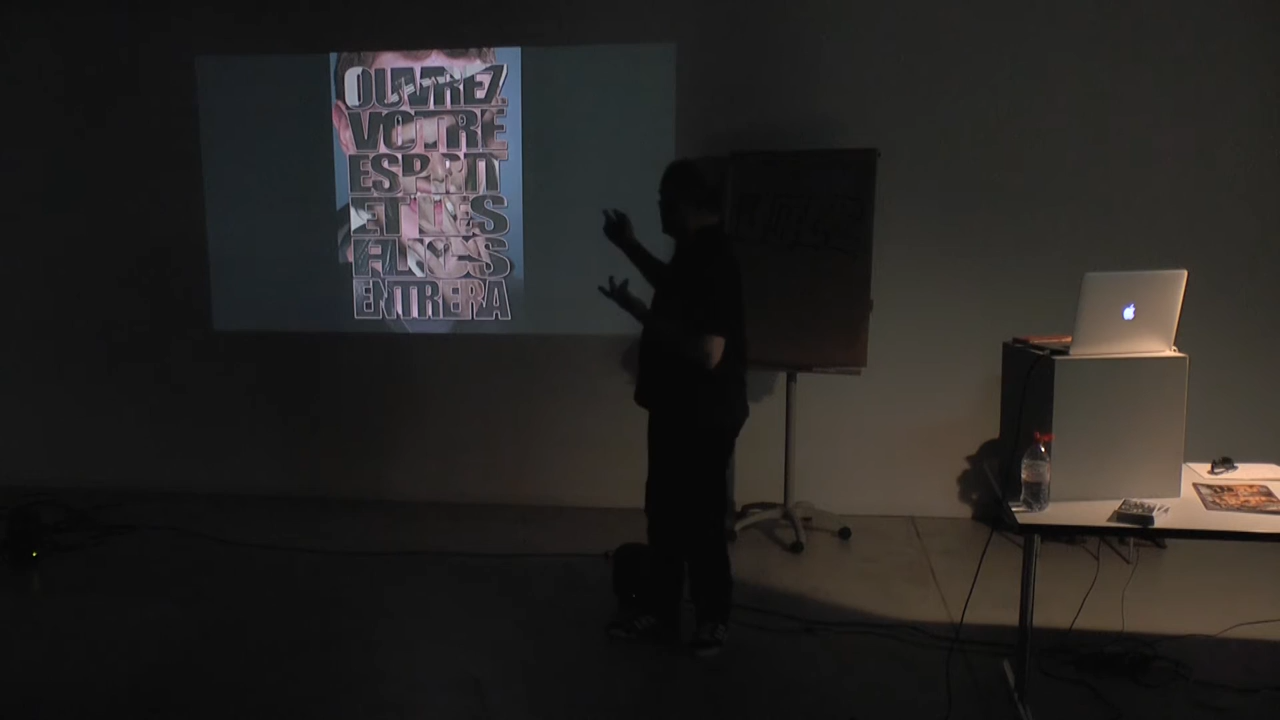 OUVREZ
VOTRE
ESPRIT
ET LES
FLICS
ENTRERA